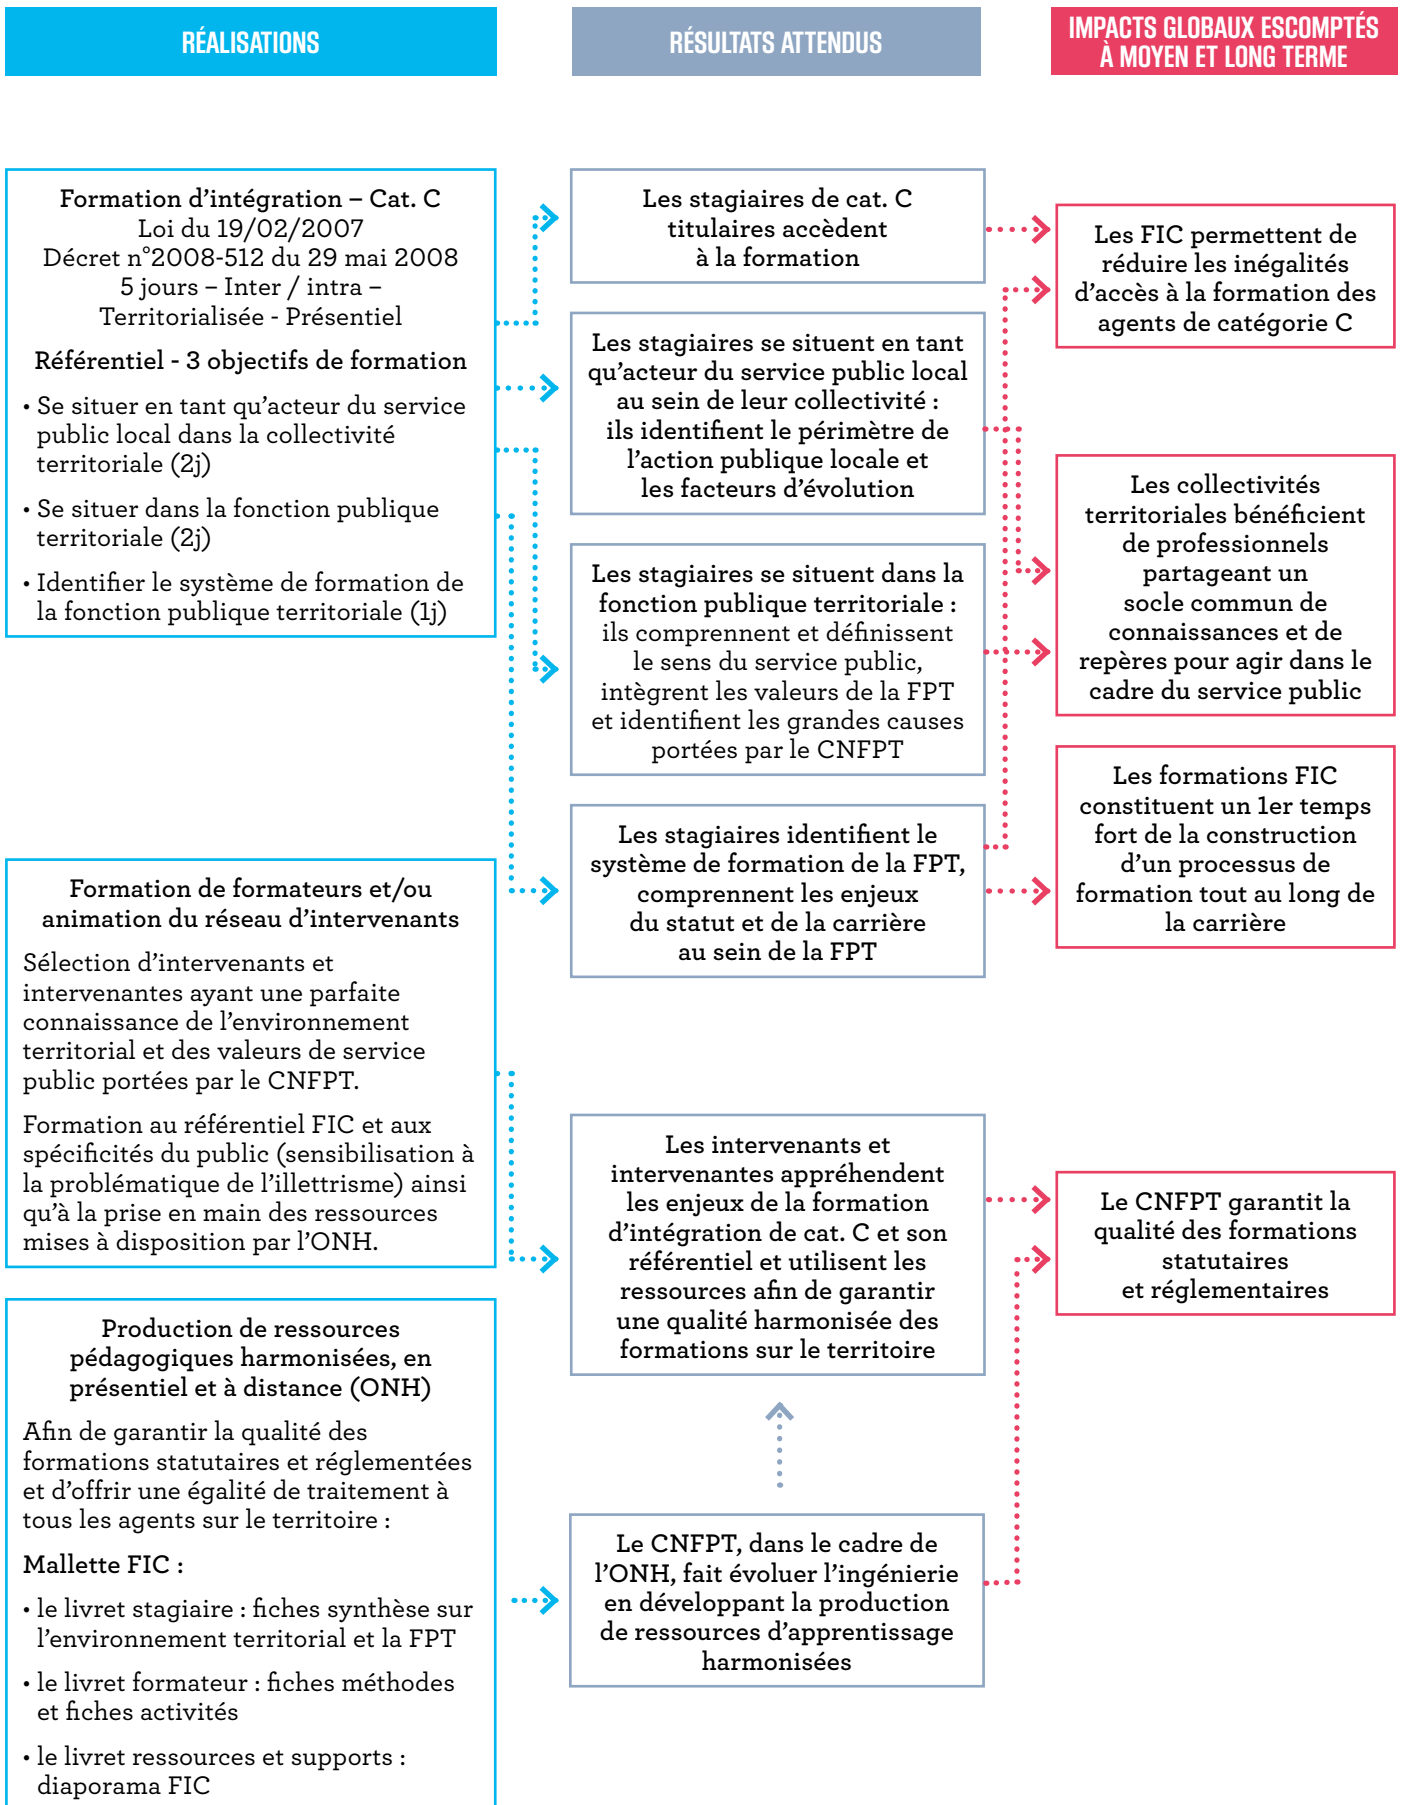 RÉALISATIONS
RÉSULTATS ATTENDUS
IMPACTS GLOBAUX ESCOMPTÉS
À MOYEN ET LONG TERME
Formation d’intégration – Cat. C
Loi du 19/02/2007
Décret n°2008-512 du 29 mai 2008
5 jours – Inter / intra –
Territorialisée - Présentiel
Référentiel - 3 objectifs de formation
• Se situer en tant qu’acteur du service
public local dans la collectivité
territoriale (2j)
• Se situer dans la fonction publique
territoriale (2j)
• Identifier le système de formation de
la fonction publique territoriale (1j)
Formation de formateurs et/ou
animation du réseau d’intervenants
Sélection d’intervenants et
intervenantes ayant une parfaite
connaissance de l’environnement
territorial et des valeurs de service
public portées par le CNFPT.
Formation au référentiel FIC et aux
spécificités du public (sensibilisation à
la problématique de l’illettrisme) ainsi
qu’à la prise en main des ressources
mises à disposition par l’ONH.
Production de ressources
pédagogiques harmonisées, en
présentiel et à distance (ONH)
Afin de garantir la qualité des
formations statutaires et réglementées
et d’offrir une égalité de traitement à
tous les agents sur le territoire :
Mallette FIC :
• le livret stagiaire : fiches synthèse sur
l’environnement territorial et la FPT
• le livret formateur : fiches méthodes
et fiches activités
• le livret ressources et supports :
diaporama FIC
Les stagiaires de cat. C
titulaires accèdent
à la formation
Les stagiaires se situent en tant
qu’acteur du service public local
au sein de leur collectivité :
ils identifient le périmètre de
l’action publique locale et
les facteurs d’évolution
Les stagiaires se situent dans la
fonction publique territoriale :
ils comprennent et définissent
le sens du service public,
intègrent les valeurs de la FPT
et identifient les grandes causes
portées par le CNFPT
Les stagiaires identifient le
système de formation de la FPT,
comprennent les enjeux
du statut et de la carrière
au sein de la FPT
Les intervenants et
intervenantes appréhendent
les enjeux de la formation
d’intégration de cat. C et son
référentiel et utilisent les
ressources afin de garantir
une qualité harmonisée des
formations sur le territoire
Le CNFPT, dans le cadre de
l’ONH, fait évoluer l’ingénierie
en développant la production
de ressources d’apprentissage
harmonisées
Les FIC permettent de
réduire les inégalités
d’accès à la formation des
agents de catégorie C
Les collectivités
territoriales bénéficient
de professionnels
partageant un
socle commun de
connaissances et de
repères pour agir dans le
cadre du service public
Les formations FIC
constituent un 1er temps
fort de la construction
d’un processus de
formation tout au long de
la carrière
Le CNFPT garantit la
qualité des formations
statutaires
et réglementaires